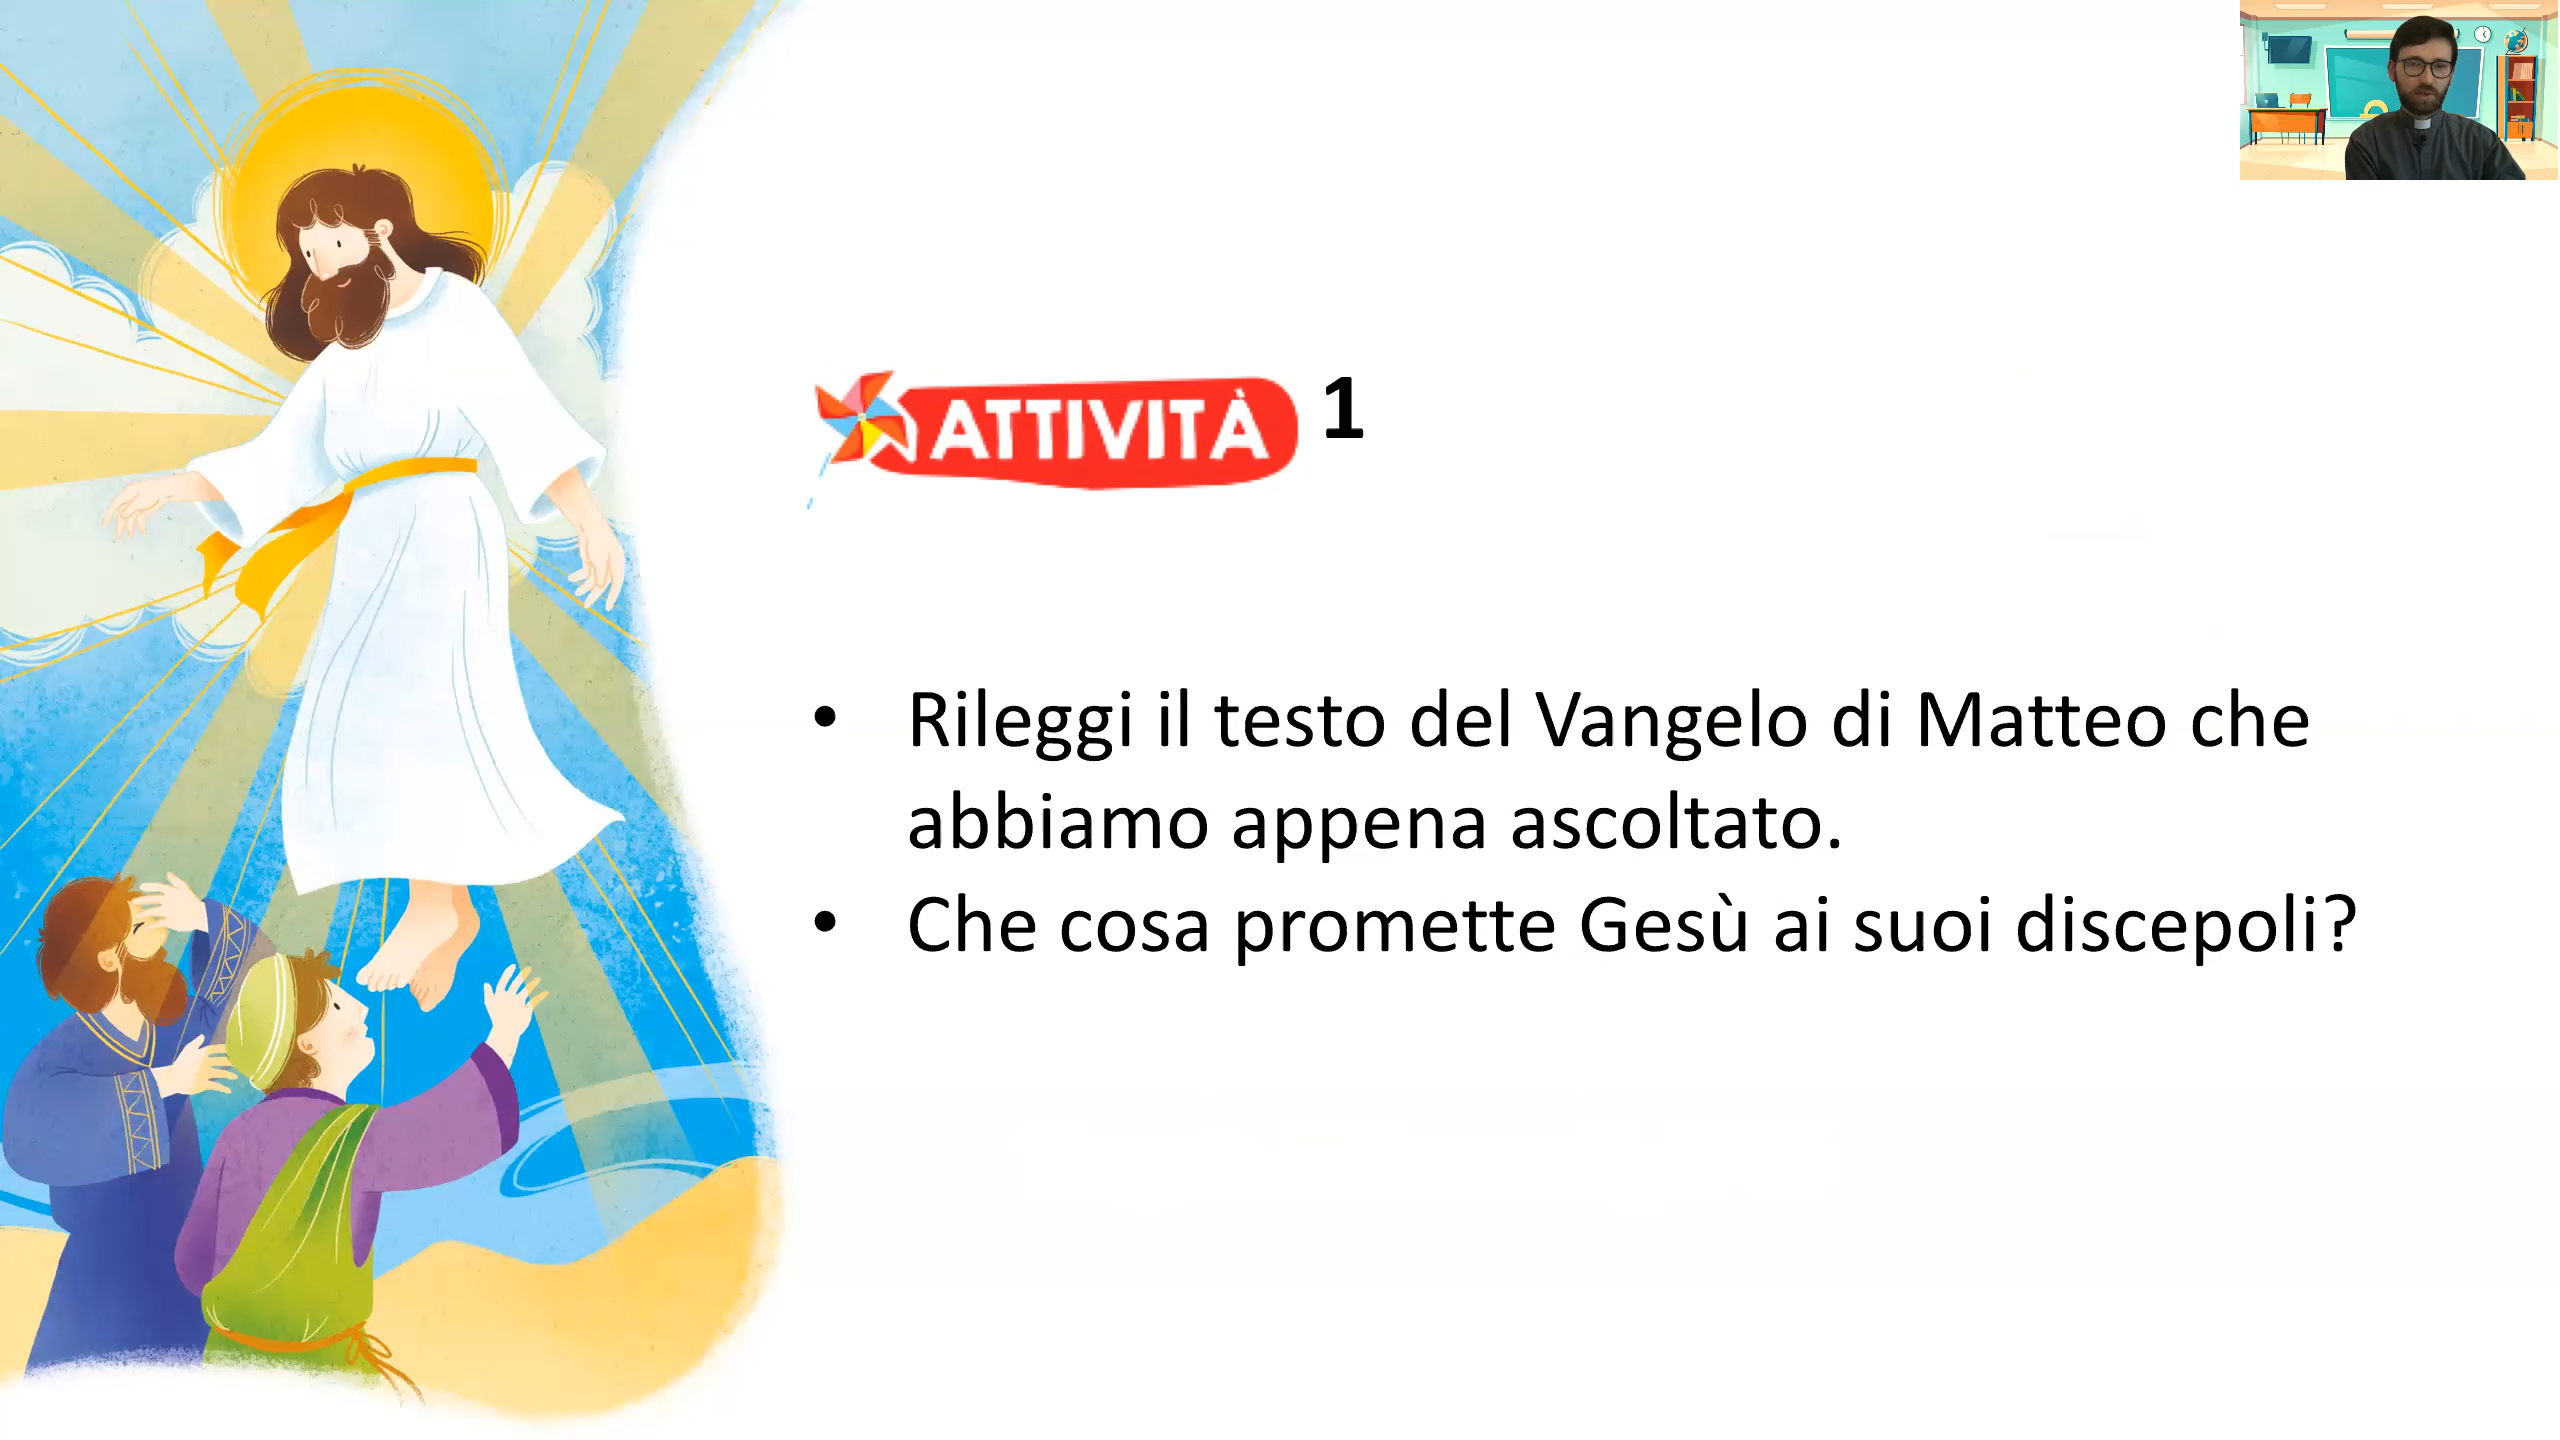 ATTIVITÀ 1
• Rileggi il testo del Vangelo di Matteo che
abbiamo appena ascoltato.
• Che cosa promette Gesù ai suoi discepoli?